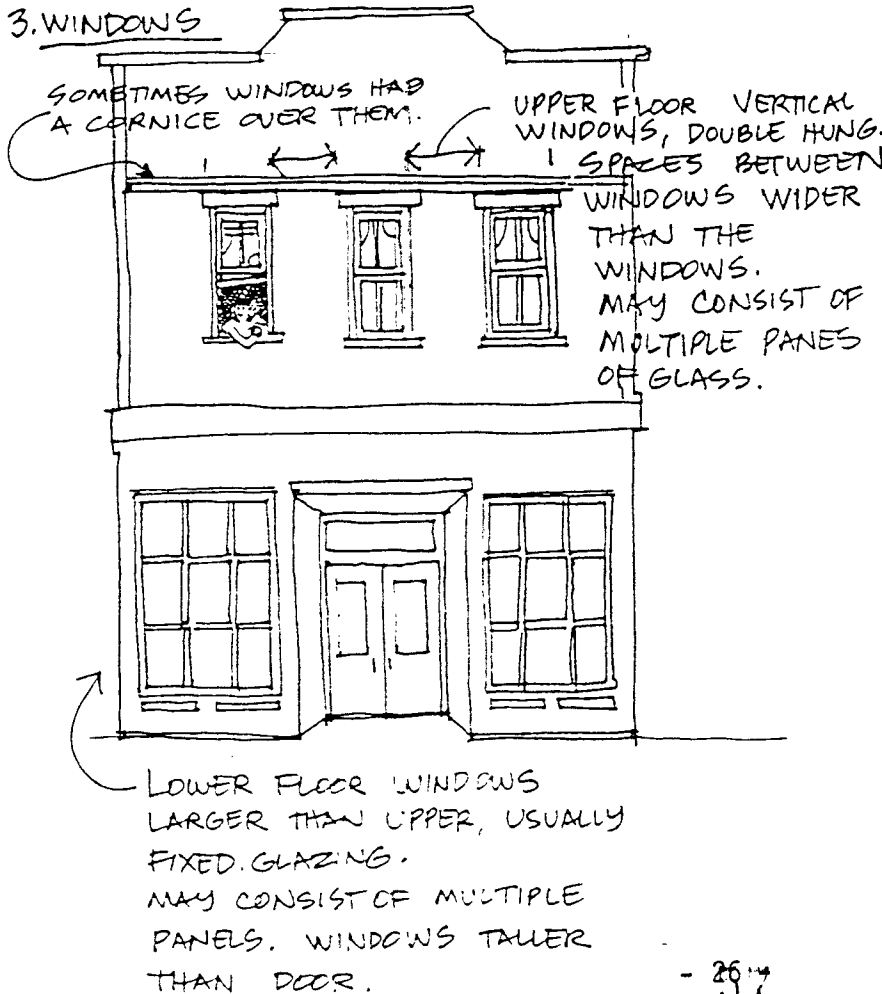 3. WINDOWS
SOMETIMES WINDOWS HAD
A CORNICE OVER THEM.
UPPER FLOOR VERTICAL
WINDOWS, DOUBLE HUNG.
SPACES BETWEEN
WINDOWS WIDER
THAN THE
WINDOWS.
MAY CONSIST OF
MULTIPLE PANES
OF GLASS.
LOWER FLOOR WINDOWS
LARGER THAN UPPER, USUALLY
FIXED. GLAZING.
MAY CONSIST OF MULTIPLE
PANELS. WINDOWS TALLER
THAN DOOR.